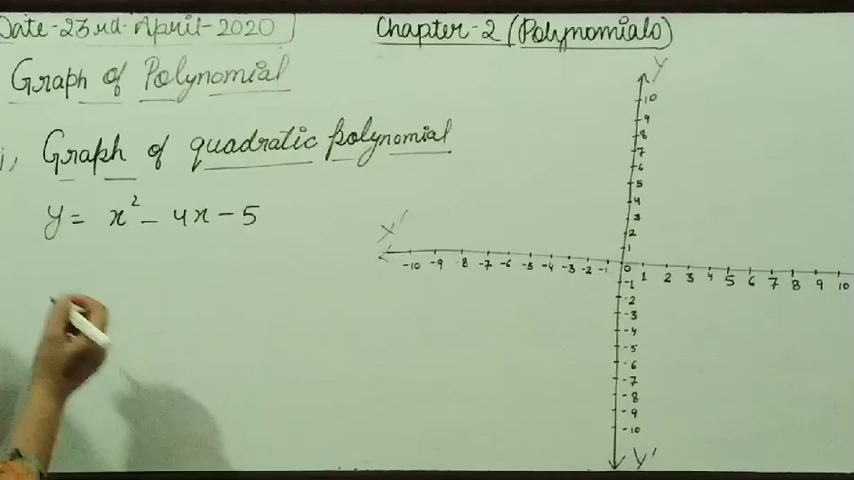 Date-23rd-April-2020
Chapter-2 (Polynomials)
Graph of Polynomial
i, Graph of quadratic polynomial
y = x² - 4x - 5
Y
10
9
8
7
6
5
4
3
2
1
X'
-10 -9 -8 -7 -6 -5 -4 -3 -2 -1 0 1 2 3 4 5 6 7 8 9 10
-1
-2
-3
-4
-5
-6
-7
-8
-9
-10
Y'